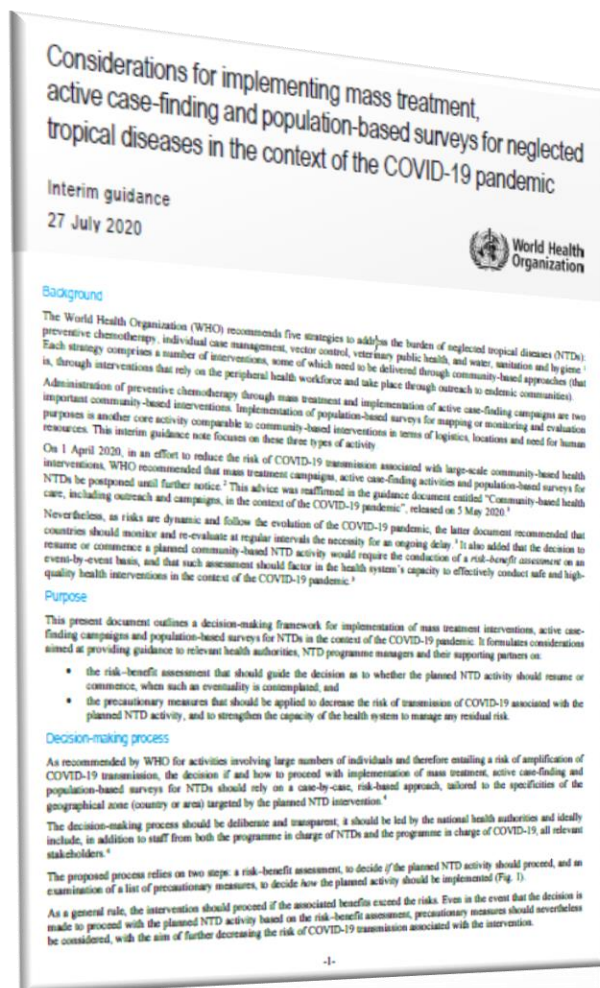 Considerations for implementing mass treatment,
active case-finding and population-based surveys for neglected
tropical diseases in the context of the COVID-19 pandemic
Interim guidance
27 July 2020
World Health
Organization
Background
The World Health Organization (WHO) recommends five strategies to address the burden of neglected tropical diseases (NTDs):
preventive chemotherapy, individual case management, vector control, veterinary public health, and water, sanitation and hygiene.¹
Each strategy comprises a number of interventions, some of which need to be delivered through community-based approaches (that
is, through interventions that rely on the peripheral health workforce and take place through outreach to endemic communities).
Administration of preventive chemotherapy through mass treatment and implementation of active case-finding campaigns are two
important community-based interventions. Implementation of population-based surveys for mapping or monitoring and evaluation
purposes is another core activity comparable to community-based interventions in terms of logistics, locations and need for human
resources. This interim guidance note focuses on these three types of activity.
On 1 April 2020, in an effort to reduce the risk of COVID-19 transmission associated with large-scale community-based health
interventions, WHO recommended that mass treatment campaigns, active case-finding activities and population-based surveys for
NTDs be postponed until further notice.² This advice was reaffirmed in the guidance document entitled "Community-based health
care, including outreach and campaigns, in the context of the COVID-19 pandemic", released on 5 May 2020.³
Nevertheless, as risks are dynamic and follow the evolution of the COVID-19 pandemic, the latter document recommended that
countries should monitor and re-evaluate at regular intervals the necessity for an ongoing delay.³ It also added that the decision to
resume or commence a planned community-based NTD activity would require the conduction of a risk–benefit assessment on an
event-by-event basis, and that such assessment should factor in the health system's capacity to effectively conduct safe and high-
quality health interventions in the context of the COVID-19 pandemic.³
Purpose
This present document outlines a decision-making framework for implementation of mass treatment interventions, active case-
finding campaigns and population-based surveys for NTDs in the context of the COVID-19 pandemic. It formulates considerations
aimed at providing guidance to relevant health authorities, NTD programme managers and their supporting partners on:
• the risk–benefit assessment that should guide the decision as to whether the planned NTD activity should resume or
commence, when such an eventuality is contemplated, and
• the precautionary measures that should be applied to decrease the risk of transmission of COVID-19 associated with the
planned NTD activity, and to strengthen the capacity of the health system to manage any residual risk.
Decision-making process
As recommended by WHO for activities involving large numbers of individuals and therefore entailing a risk of amplification of
COVID-19 transmission, the decision if and how to proceed with implementation of mass treatment, active case-finding and
population-based surveys for NTDs should rely on a case-by-case, risk-based approach, tailored to the specificities of the
geographical zone (country or area) targeted by the planned NTD intervention.⁴
The decision-making process should be deliberate and transparent; it should be led by the national health authorities and ideally
include, in addition to staff from both the programme in charge of NTDs and the programme in charge of COVID, all relevant
stakeholders.⁴
The proposed process relies on two steps: a risk–benefit assessment, to decide if the planned NTD activity should proceed, and an
examination of a list of precautionary measures, to decide how the planned activity should be implemented (Fig. 1).
As a general rule, the intervention should proceed if the associated benefits exceed the risks. Even in the event that the decision is
made to proceed with the planned NTD activity based on the risk–benefit assessment, precautionary measures should nevertheless
be considered, with the aim of further decreasing the risk of COVID-19 transmission associated with the intervention.
-1-